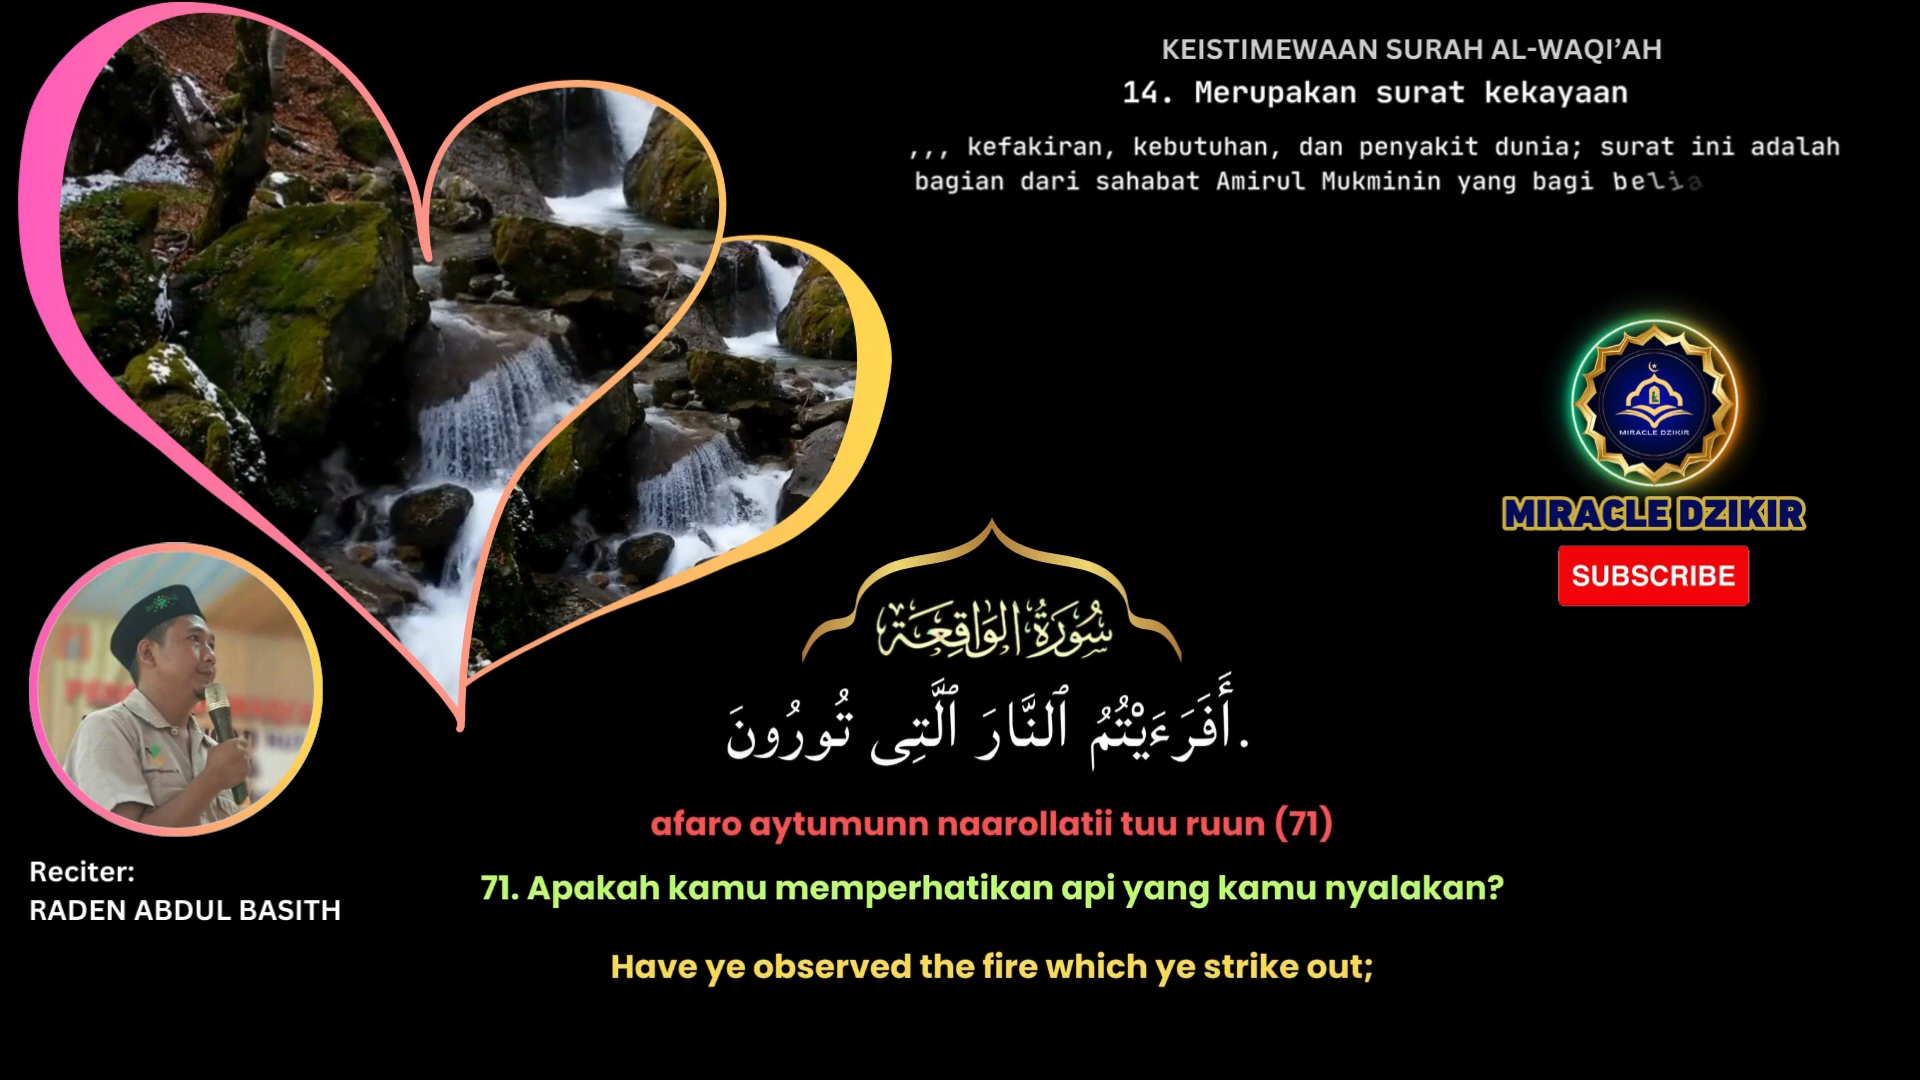 KEISTIMEWAAN SURAH AL-WAQI’AH
14. Merupakan surat kekayaan
,,, kefakiran, kebutuhan, dan penyakit dunia; surat ini adalah
bagian dari sahabat Amirul Mukminin yang bagi belia
MIRACLE DZIKIR
MIRACLE DZIKIR
SUBSCRIBE
سُورَةُ الوَاقِعَة
أَفَرَءَيْتُمُ ٱلنَّارَ ٱلَّتِى تُورُونَ.
afaro aytumunn naarollatii tuu ruun (71)
71. Apakah kamu memperhatikan api yang kamu nyalakan?
Have ye observed the fire which ye strike out;
Reciter:
RADEN ABDUL BASITH